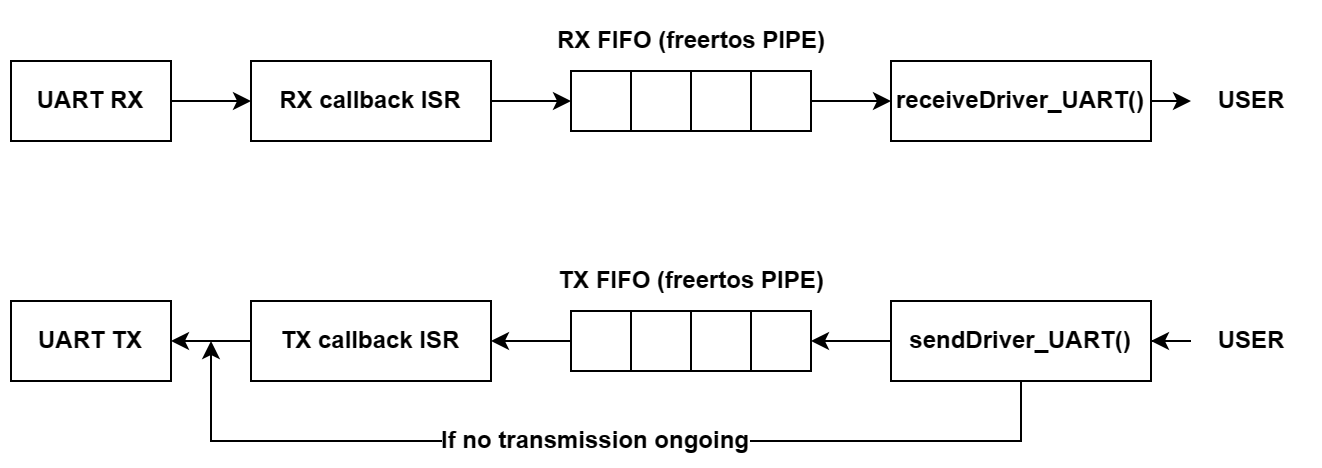 RX FIFO (freertos PIPE)
UART RX
RX callback ISR
receiveDriver_UART()
USER
TX FIFO (freertos PIPE)
UART TX
TX callback ISR
sendDriver_UART()
USER
If no transmission ongoing